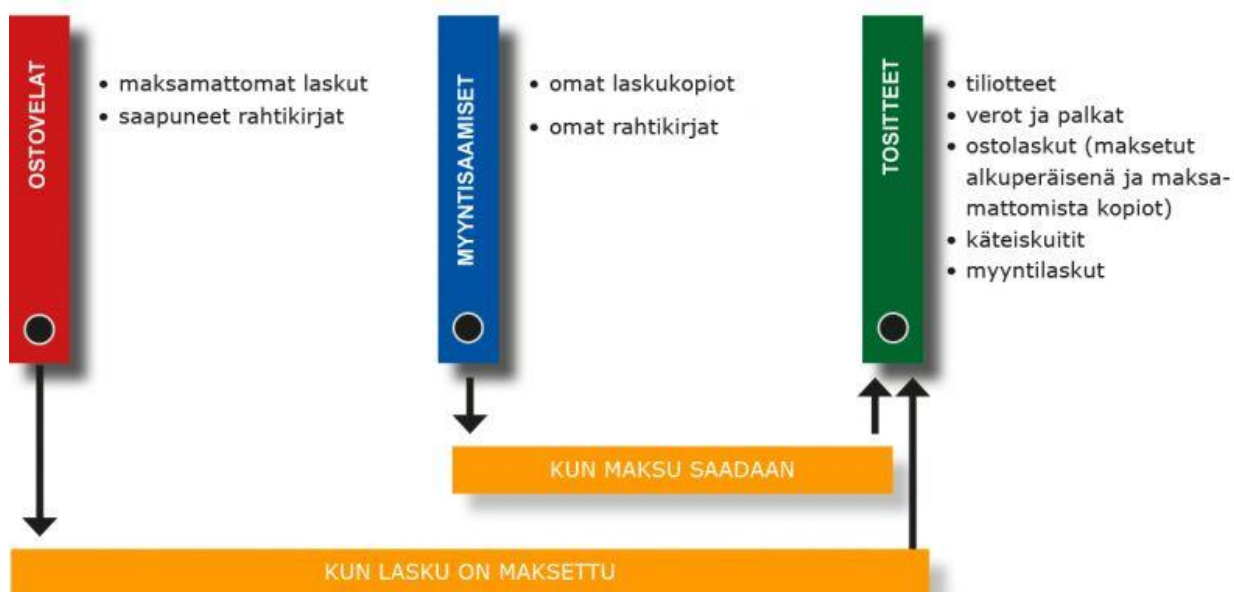 OSTOVELAT
• maksamattomat laskut
• saapuneet rahtikirjat
MYYNTISAAMISET
• omat laskukopiot
• omat rahtikirjat
TOSITTEET
• tiliotteet
• verot ja palkat
• ostolaskut (maksetut
alkuperäisenä ja maksa-
mattomista kopiot)
• käteiskuitit
• myyntilaskut
KUN MAKSU SAADAAN
KUN LASKU ON MAKSETTU